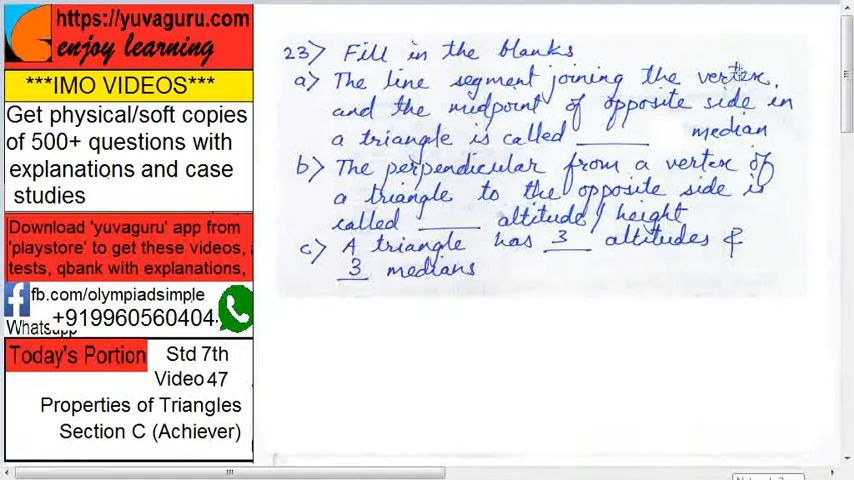 https://yuvaguru.com
enjoy learning
***IMO VIDEOS***
Get physical/soft copies
of 500+ questions with
explanations and case
studies
Download 'yuvaguru' app from
'playstore' to get these videos,
tests, qbank with explanations,
fb.com/olympiadsimple
Whatsapp +919960560404
Today's Portion
Std 7th
Video 47
Properties of Triangles
Section C (Achiever)
23) Fill in the blanks
a) The line segment joining the vertex,
and the midpoint of opposite side in
a triangle is called ______ median
b) The perpendicular from a vertex of
a triangle to the opposite side is
called _____ altitude / height
c) A triangle has 3 altitudes &
3 medians